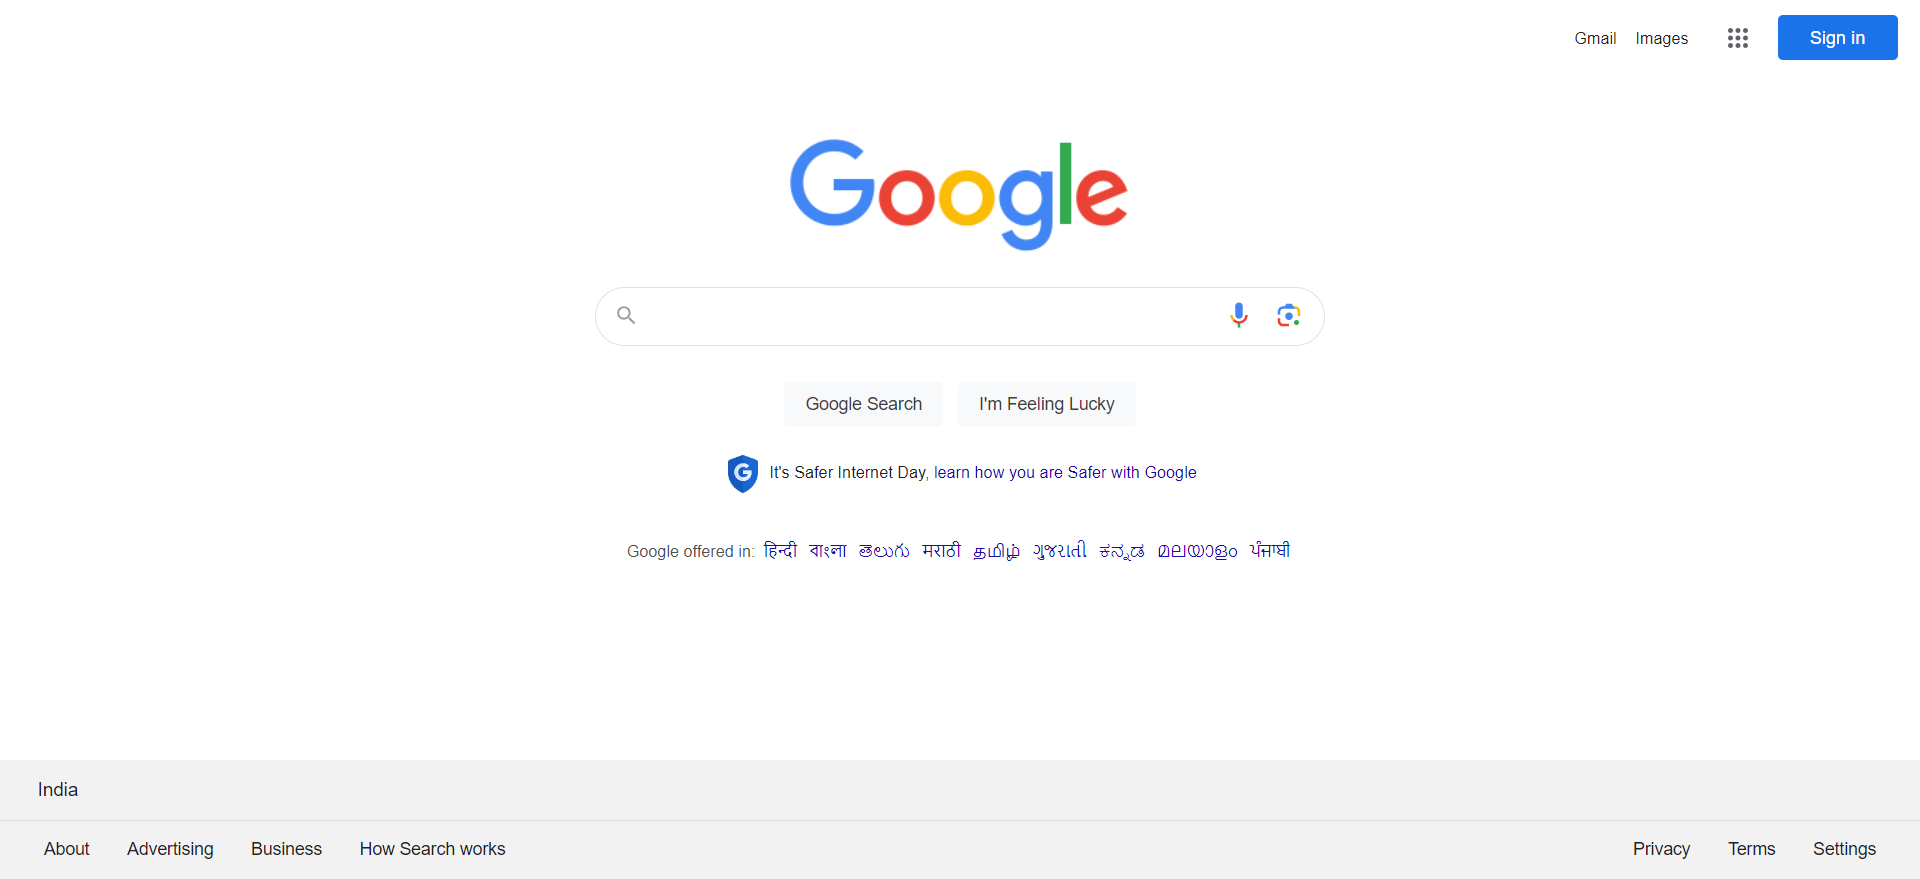 Gmail Images Sign in
Google
Google Search I'm Feeling Lucky
It's Safer Internet Day, learn how you are Safer with Google
Google offered in: हिन्दी বাংলা తెలుగు मराठी தமிழ் ગુજરાતી ಕನ್ನಡ മലയാളം ਪੰਜਾਬੀ
India
About Advertising Business How Search works Privacy Terms Settings